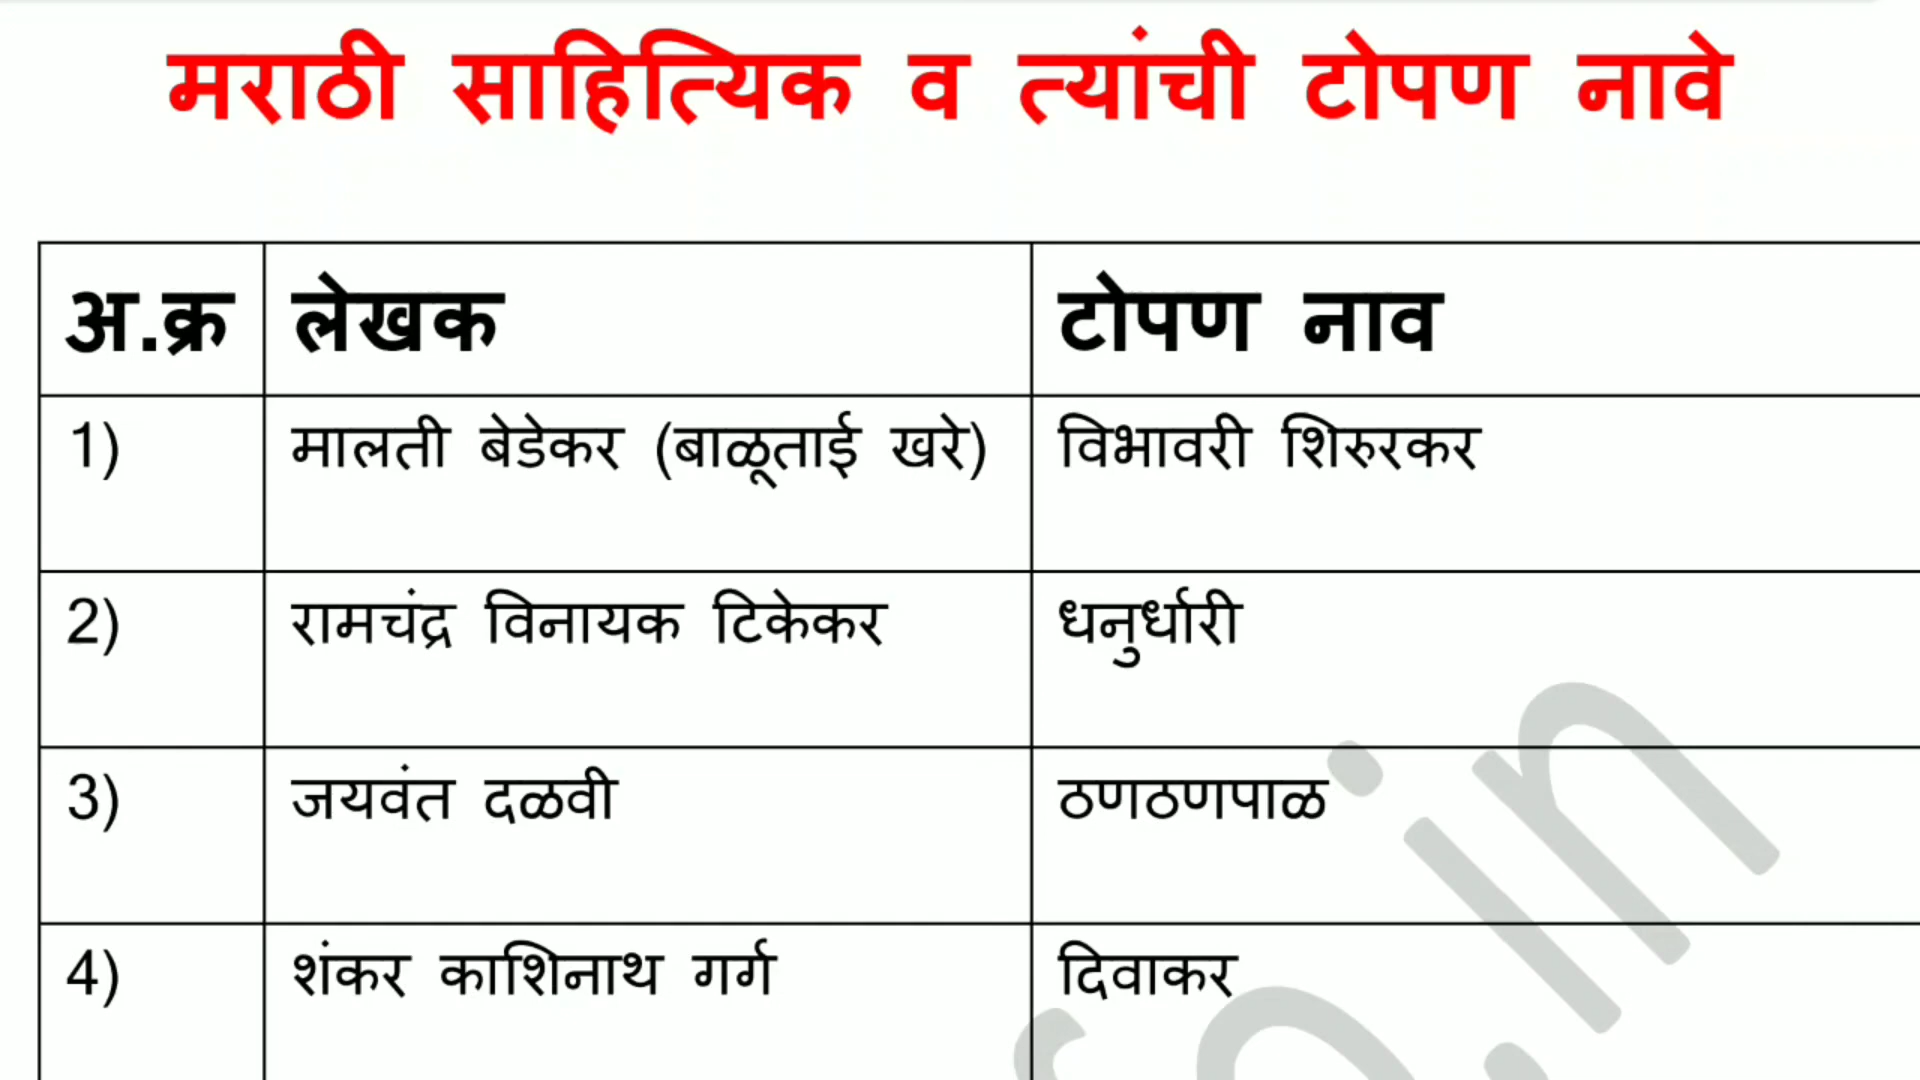 मराठी साहित्यिक व त्यांची टोपण नावे
अ.क्र लेखक टोपण नाव
1) मालती बेडेकर (बाळूताई खरे) विभावरी शिरुरकर
2) रामचंद्र विनायक टिकेकर धनुर्धारी
3) जयवंत दळवी ठणठणपाळ
4) शंकर काशिनाथ गर्ग दिवाकर
.in